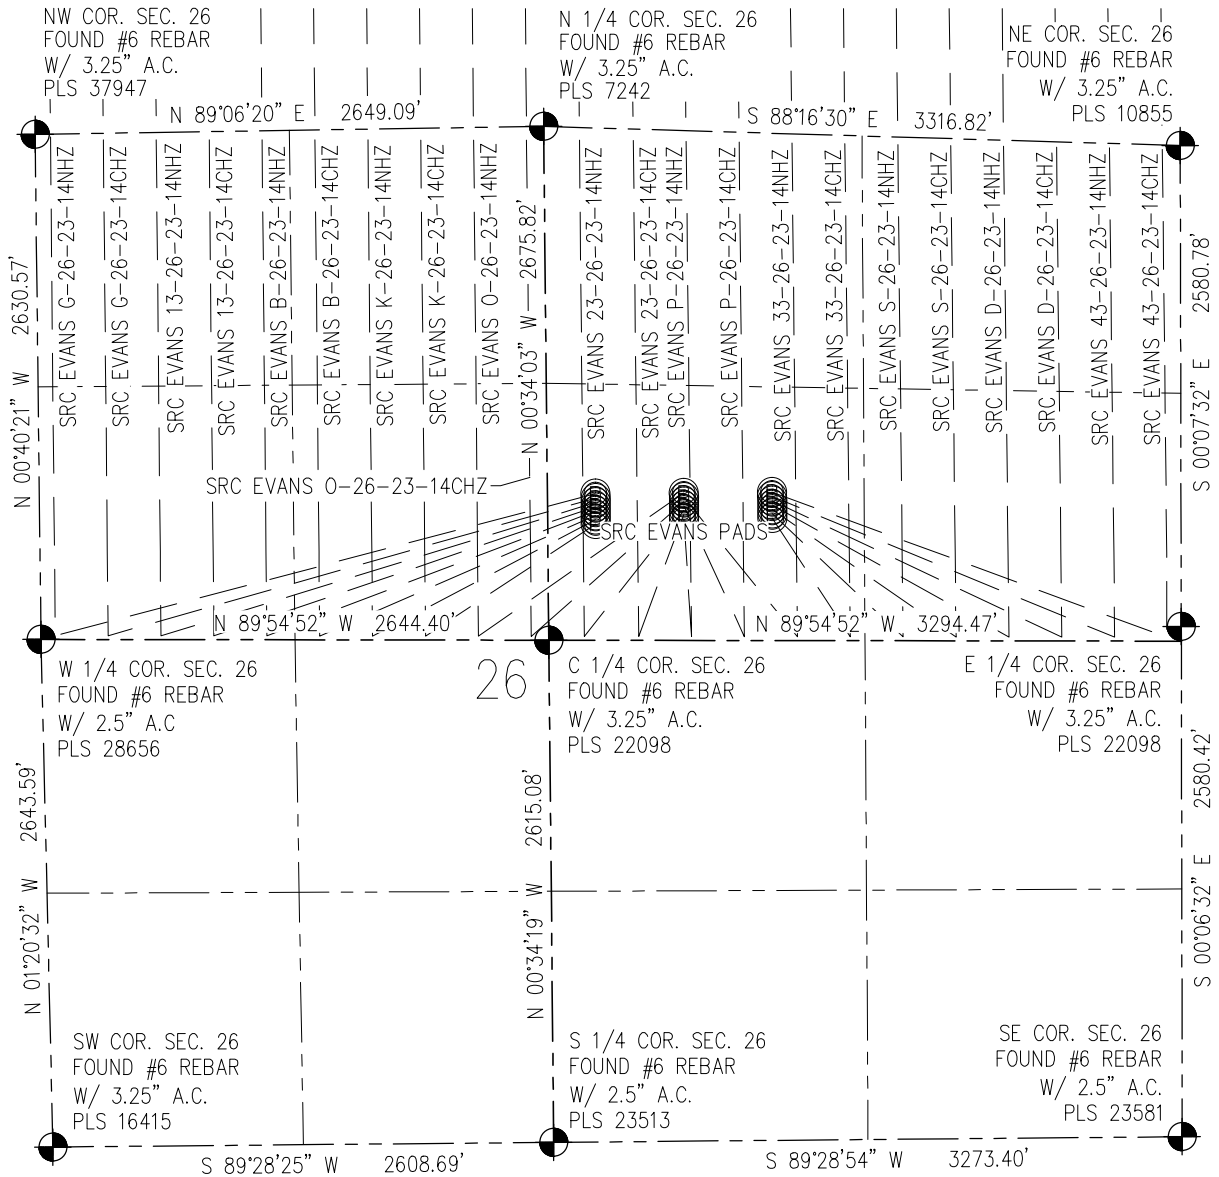 NW COR. SEC. 26
FOUND #6 REBAR
W/ 3.25" A.C.
PLS 37947
N 1/4 COR. SEC. 26
FOUND #6 REBAR
W/ 3.25" A.C.
PLS 7242
NE COR. SEC. 26
FOUND #6 REBAR
W/ 3.25" A.C.
PLS 10855
N 89°06'20" E 2649.09'
S 88°16'30" E 3316.82'
N 00°40'21" W 2630.57'
SRC EVANS G-26-23-14NHZ
SRC EVANS G-26-23-14CHZ
SRC EVANS 13-26-23-14NHZ
SRC EVANS 13-26-23-14CHZ
SRC EVANS B-26-23-14NHZ
SRC EVANS B-26-23-14CHZ
SRC EVANS K-26-23-14NHZ
SRC EVANS K-26-23-14CHZ
SRC EVANS O-26-23-14NHZ
N 00°34'03" W 2675.82'
SRC EVANS 23-26-23-14NHZ
SRC EVANS 23-26-23-14CHZ
SRC EVANS P-26-23-14NHZ
SRC EVANS P-26-23-14CHZ
SRC EVANS 33-26-23-14NHZ
SRC EVANS 33-26-23-14CHZ
SRC EVANS S-26-23-14NHZ
SRC EVANS S-26-23-14CHZ
SRC EVANS D-26-23-14NHZ
SRC EVANS D-26-23-14CHZ
SRC EVANS 43-26-23-14NHZ
SRC EVANS 43-26-23-14CHZ
S 00°07'32" E 2580.78'
SRC EVANS O-26-23-14CHZ
SRC EVANS PADS
N 89°54'52" W 2644.40'
N 89°54'52" W 3294.47'
W 1/4 COR. SEC. 26
FOUND #6 REBAR
W/ 2.5" A.C
PLS 28656
26
C 1/4 COR. SEC. 26
FOUND #6 REBAR
W/ 3.25" A.C.
PLS 22098
E 1/4 COR. SEC. 26
FOUND #6 REBAR
W/ 3.25" A.C.
PLS 22098
N 01°20'32" W 2643.59'
N 00°34'19" W 2615.08'
S 00°06'32" E 2580.42'
SW COR. SEC. 26
FOUND #6 REBAR
W/ 3.25" A.C.
PLS 16415
S 1/4 COR. SEC. 26
FOUND #6 REBAR
W/ 2.5" A.C.
PLS 23513
SE COR. SEC. 26
FOUND #6 REBAR
W/ 2.5" A.C.
PLS 23581
S 89°28'25" W 2608.69'
S 89°28'54" W 3273.40'